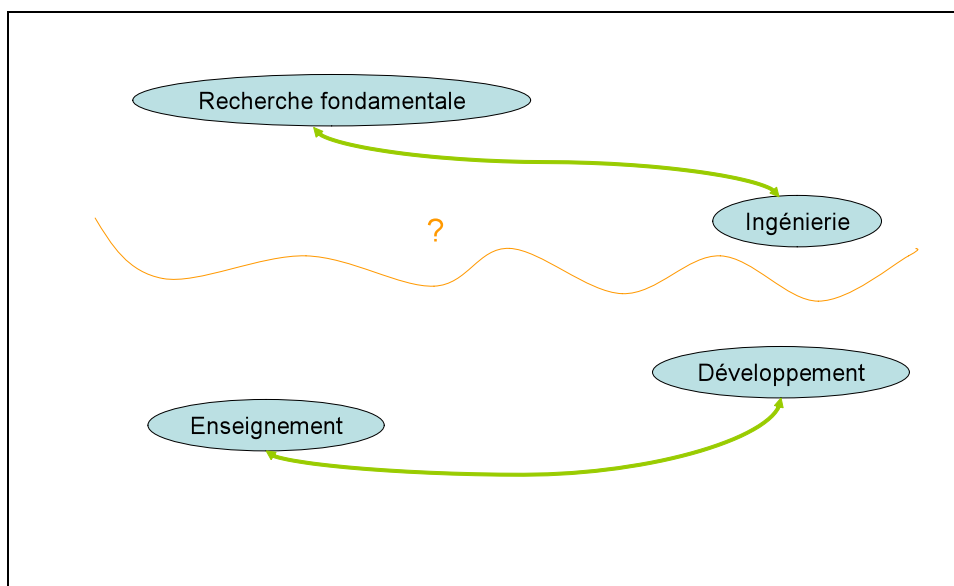 Recherche fondamentale
Ingénierie
?
Développement
Enseignement